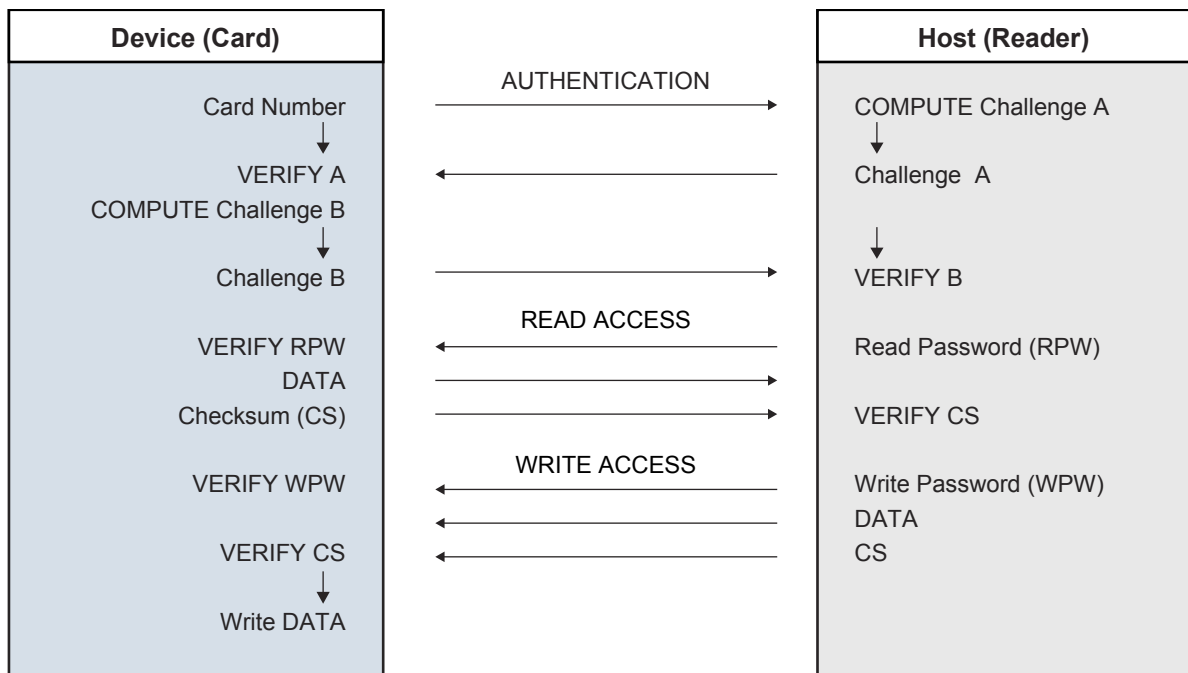 Device (Card)
Host (Reader)
AUTHENTICATION
Card Number
COMPUTE Challenge A
VERIFY A
Challenge A
COMPUTE Challenge B
Challenge B
VERIFY B
READ ACCESS
VERIFY RPW
Read Password (RPW)
DATA
Checksum (CS)
VERIFY CS
WRITE ACCESS
VERIFY WPW
Write Password (WPW)
DATA
VERIFY CS
CS
Write DATA